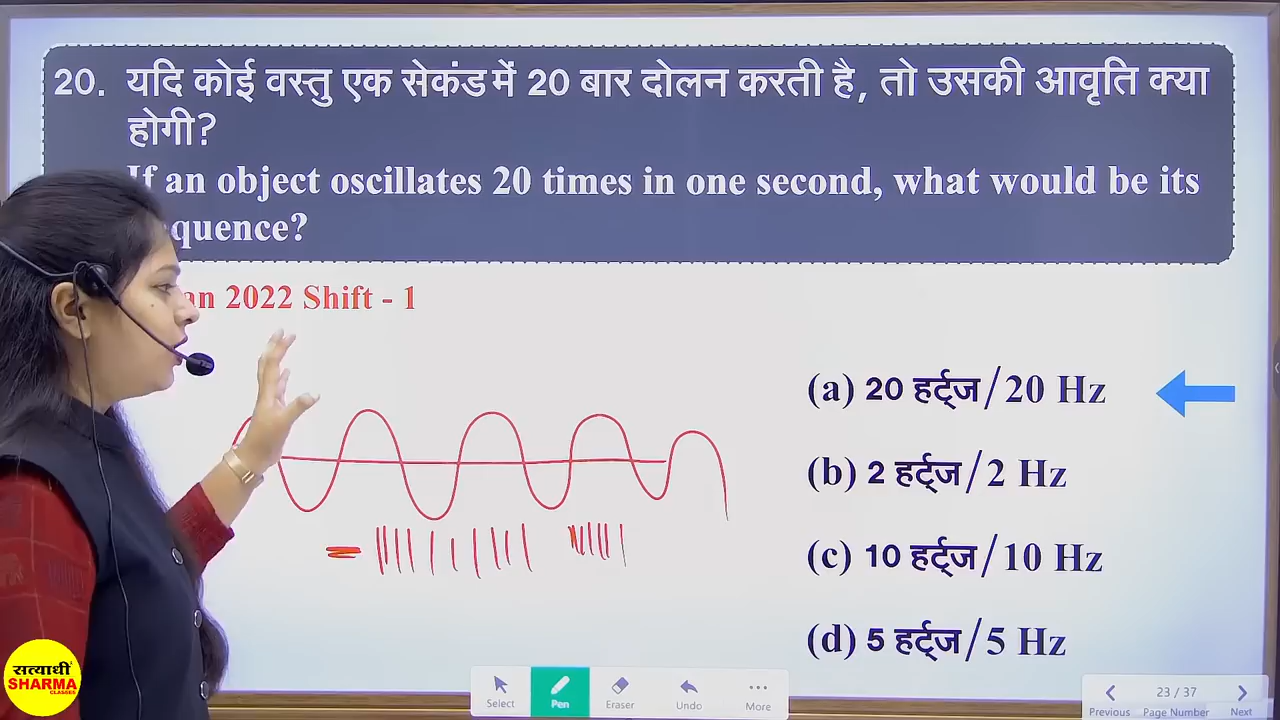 20. यदि कोई वस्तु एक सेकंड में 20 बार दोलन करती है, तो उसकी आवृति क्या
होगी?
If an object oscillates 20 times in one second, what would be its
2022 Shift - 1
(a) 20 हर्ट्ज/20 Hz
(b) 2 हर्ट्ज/2 Hz
(c) 10 हर्ट्ज/10 Hz
(d) 5 हर्ट्ज/5 Hz
सत्यार्थी
SHARMA
CLASSES
Select
Pen
Eraser
Undo
More
23 / 37
Previous Page Number Next